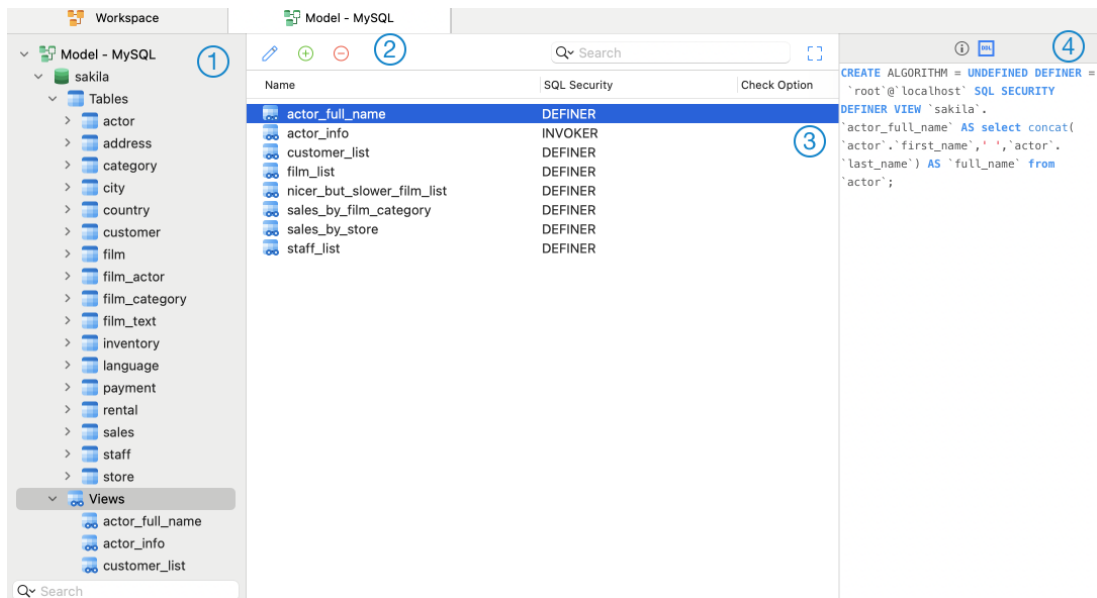 Workspace
Model - MySQL
Model - MySQL
1
sakila
Tables
actor
address
category
city
country
customer
film
film_actor
film_category
film_text
inventory
language
payment
rental
sales
staff
store
Views
actor_full_name
actor_info
customer_list
Search
2
Search
Name SQL Security Check Option
actor_full_name DEFINER
actor_info INVOKER
customer_list DEFINER
film_list DEFINER
nicer_but_slower_film_list DEFINER
sales_by_film_category DEFINER
sales_by_store DEFINER
staff_list DEFINER
3
i DDL
4
CREATE ALGORITHM = UNDEFINED DEFINER =
`root`@`localhost` SQL SECURITY
DEFINER VIEW `sakila`.
`actor_full_name` AS select concat(
`actor`.`first_name`,' ',`actor`.
`last_name`) AS `full_name` from
`actor`;